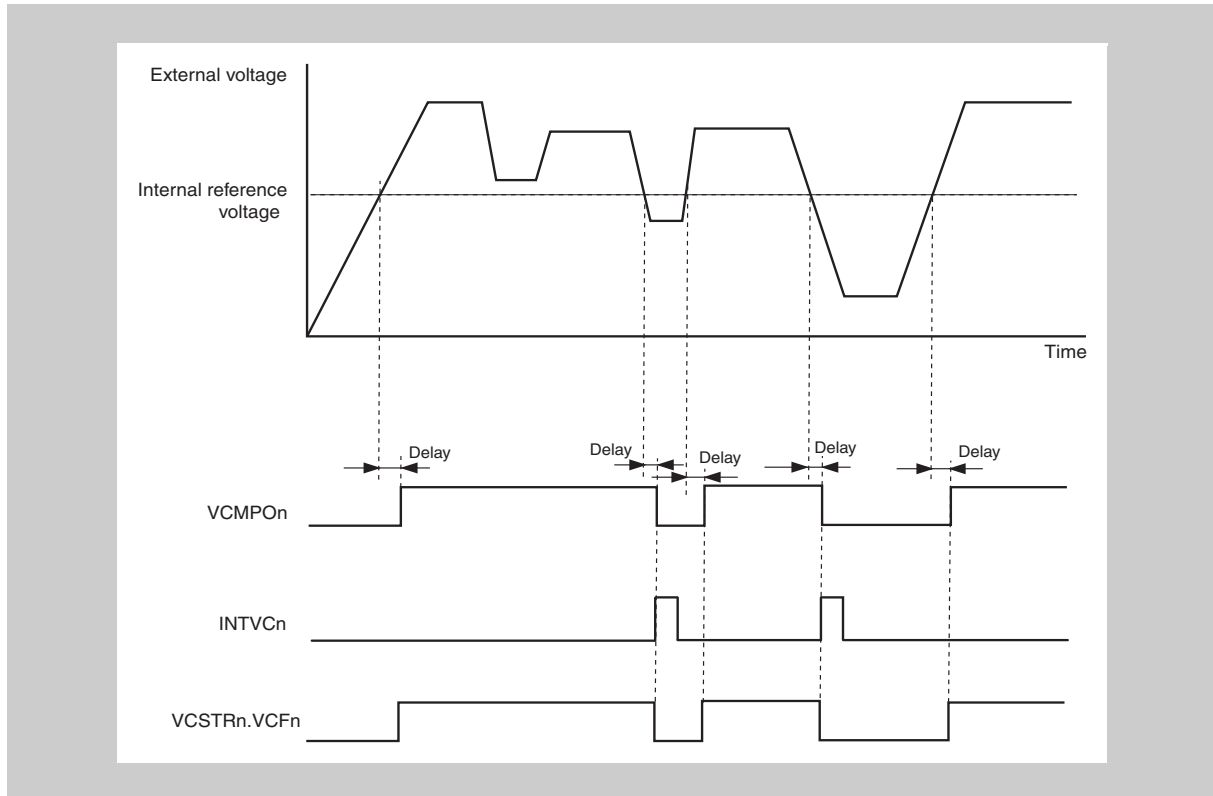 External voltage
Internal reference
voltage
Time
Delay
Delay
Delay
Delay
Delay
VCMPOn
INTVCn
VCSTRn.VCFn